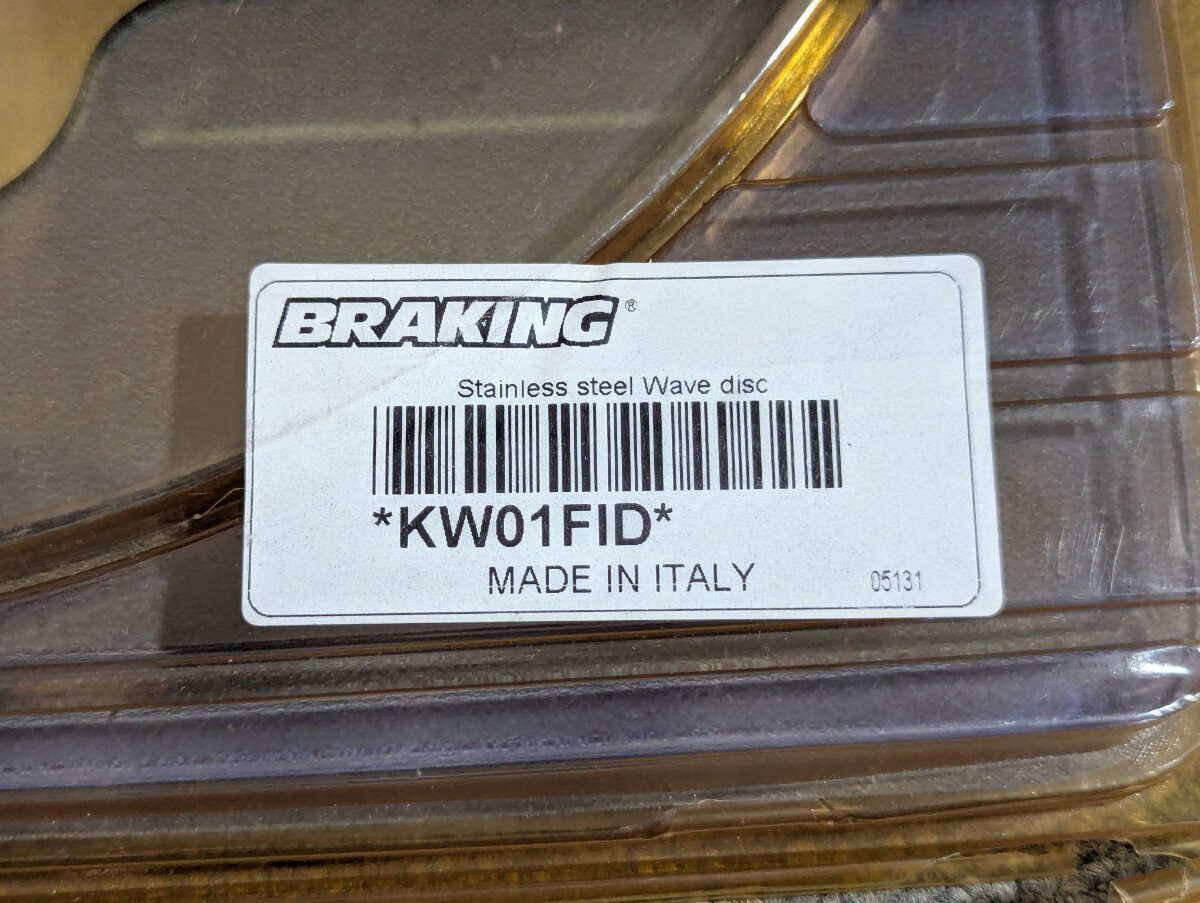 BRAKING®
Stainless steel Wave disc
*KW01FID*
MADE IN ITALY 05131